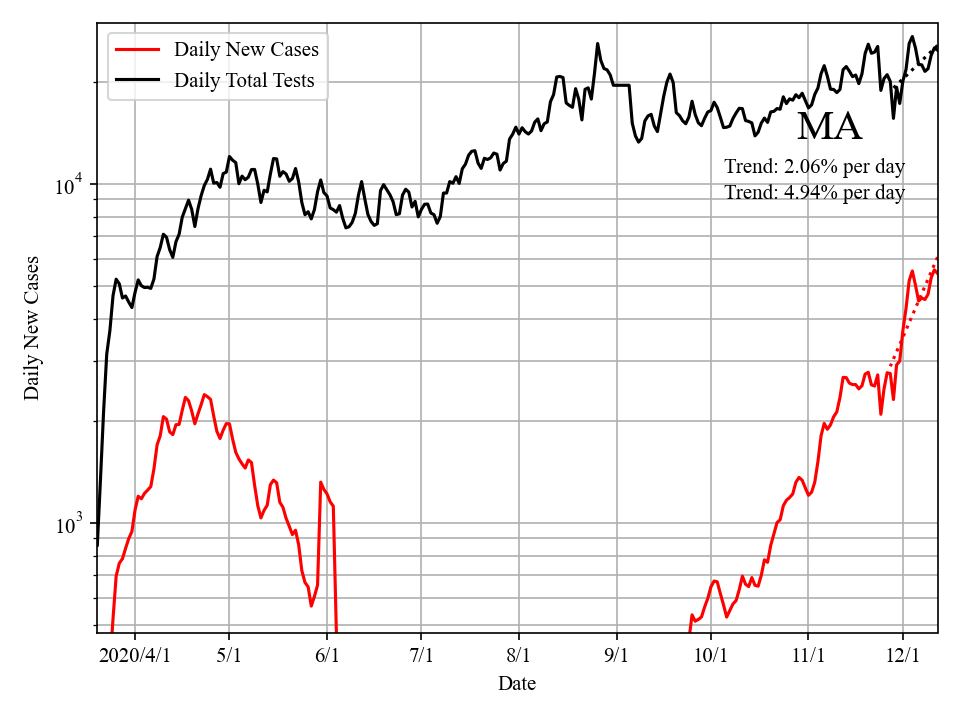 Daily New Cases
Daily Total Tests
MA
Trend: 2.06% per day
Trend: 4.94% per day
10^4
10^3
Daily New Cases
2020/4/1 5/1 6/1 7/1 8/1 9/1 10/1 11/1 12/1
Date